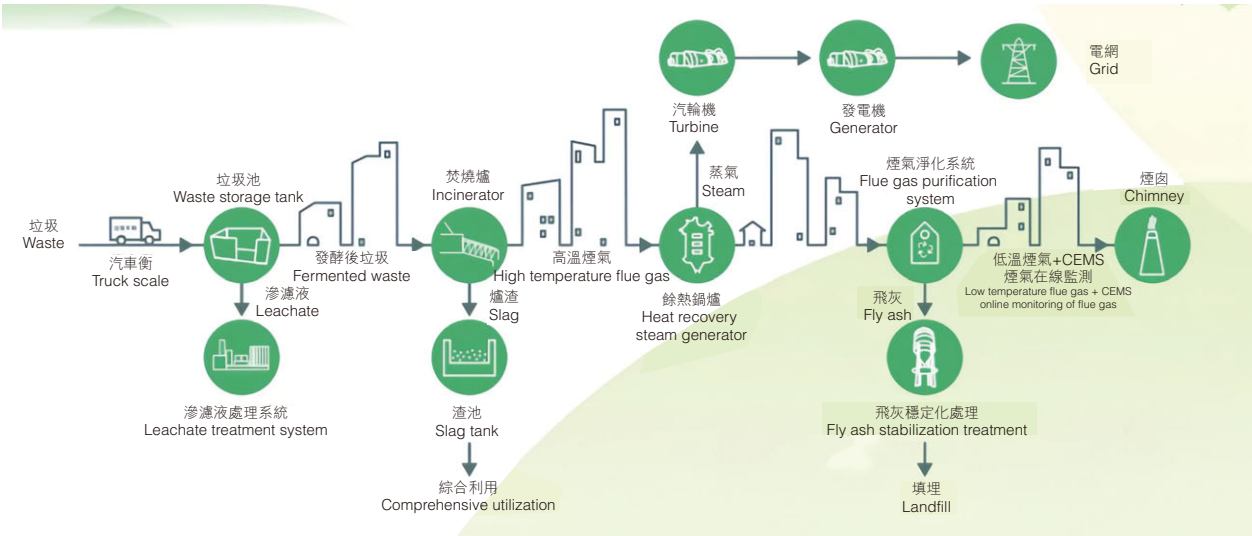 電網
Grid
汽輪機
Turbine
發電機
Generator
垃圾
Waste
汽車衡
Truck scale
垃圾池
Waste storage tank
滲濾液
Leachate
滲濾液處理系統
Leachate treatment system
發酵後垃圾
Fermented waste
焚燒爐
Incinerator
爐渣
Slag
渣池
Slag tank
綜合利用
Comprehensive utilization
高溫煙氣
High temperature flue gas
蒸氣
Steam
餘熱鍋爐
Heat recovery
steam generator
煙氣淨化系統
Flue gas purification
system
飛灰
Fly ash
飛灰穩定化處理
Fly ash stabilization treatment
填埋
Landfill
低溫煙氣+CEMS
煙氣在線監測
Low temperature flue gas + CEMS
online monitoring of flue gas
煙囱
Chimney